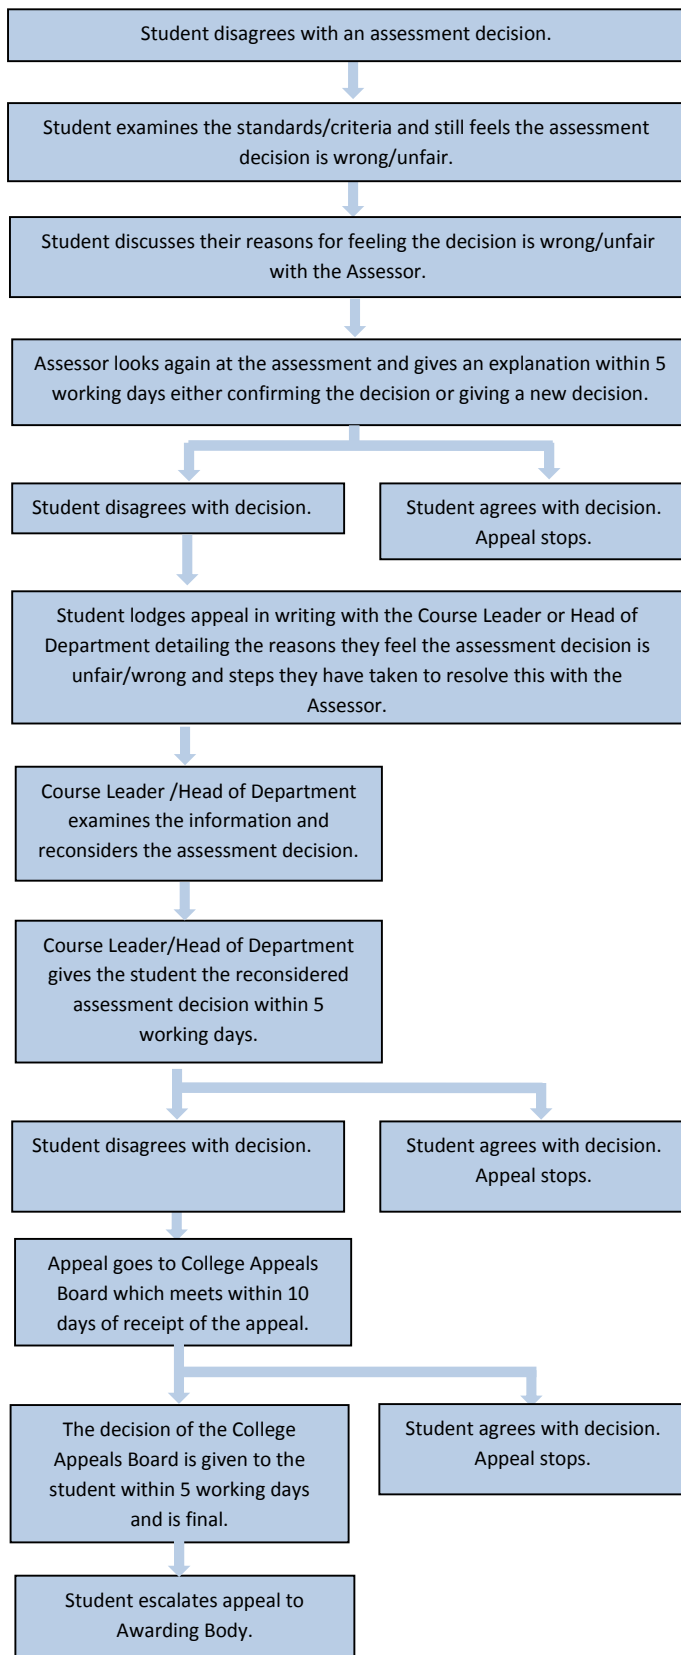 Student disagrees with an assessment decision.
Student examines the standards/criteria and still feels the assessment
decision is wrong/unfair.
Student discusses their reasons for feeling the decision is wrong/unfair
with the Assessor.
Assessor looks again at the assessment and gives an explanation within 5
working days either confirming the decision or giving a new decision.
Student disagrees with decision.
Student agrees with decision.
Appeal stops.
Student lodges appeal in writing with the Course Leader or Head of
Department detailing the reasons they feel the assessment decision is
unfair/wrong and steps they have taken to resolve this with the
Assessor.
Course Leader /Head of Department
examines the information and
reconsiders the assessment decision.
Course Leader/Head of Department
gives the student the reconsidered
assessment decision within 5
working days.
Student disagrees with decision.
Student agrees with decision.
Appeal stops.
Appeal goes to College Appeals
Board which meets within 10
days of receipt of the appeal.
The decision of the College
Appeals Board is given to the
student within 5 working days
and is final.
Student agrees with decision.
Appeal stops.
Student escalates appeal to
Awarding Body.